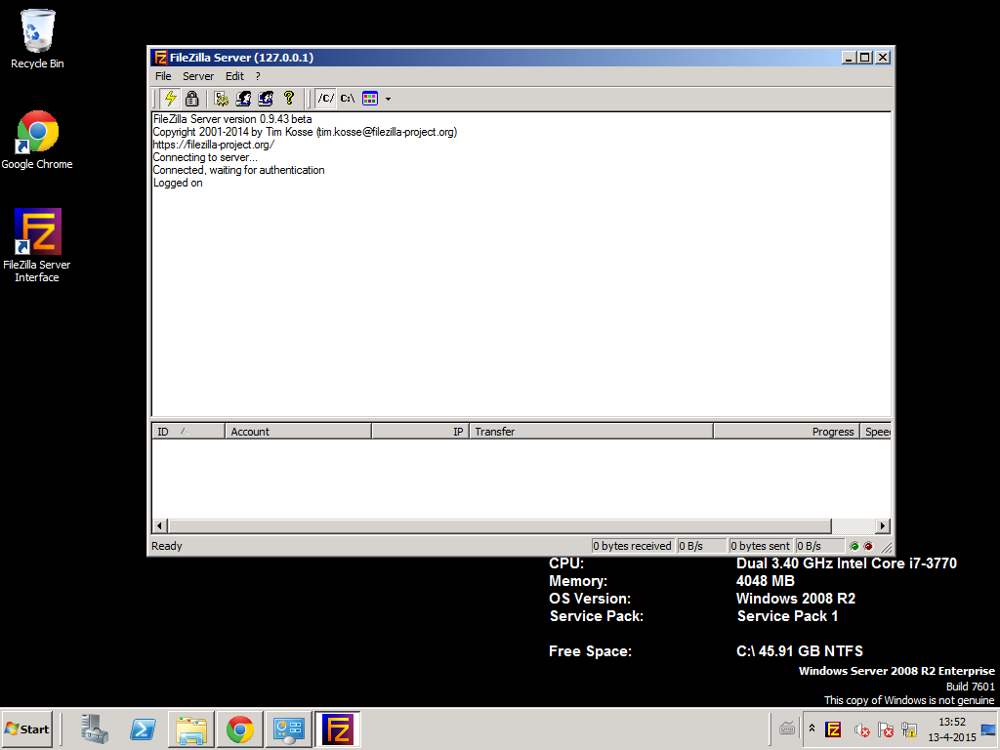 Recycle Bin
Google Chrome
FileZilla Server
Interface
FileZilla Server (127.0.0.1)
File Server Edit ?
/C/ C:\
FileZilla Server version 0.9.43 beta
Copyright 2001-2014 by Tim Kosse (tim.kosse@filezilla-project.org)
https://filezilla-project.org/
Connecting to server...
Connected, waiting for authentication
Logged on
ID Account IP Transfer Progress Speed
Ready 0 bytes received 0 B/s 0 bytes sent 0 B/s
CPU: Dual 3.40 GHz Intel Core i7-3770
Memory: 4048 MB
OS Version: Windows 2008 R2
Service Pack: Service Pack 1
Free Space: C:\ 45.91 GB NTFS
Windows Server 2008 R2 Enterprise
Build 7601
This copy of Windows is not genuine
Start
13:52
13-4-2015